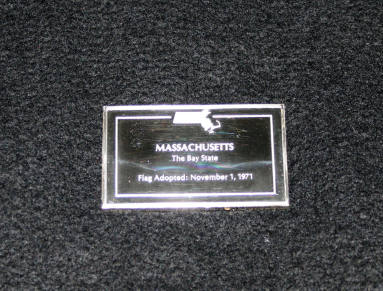 MASSACHUSETTS
The Bay State
Flag Adopted: November 1, 1971